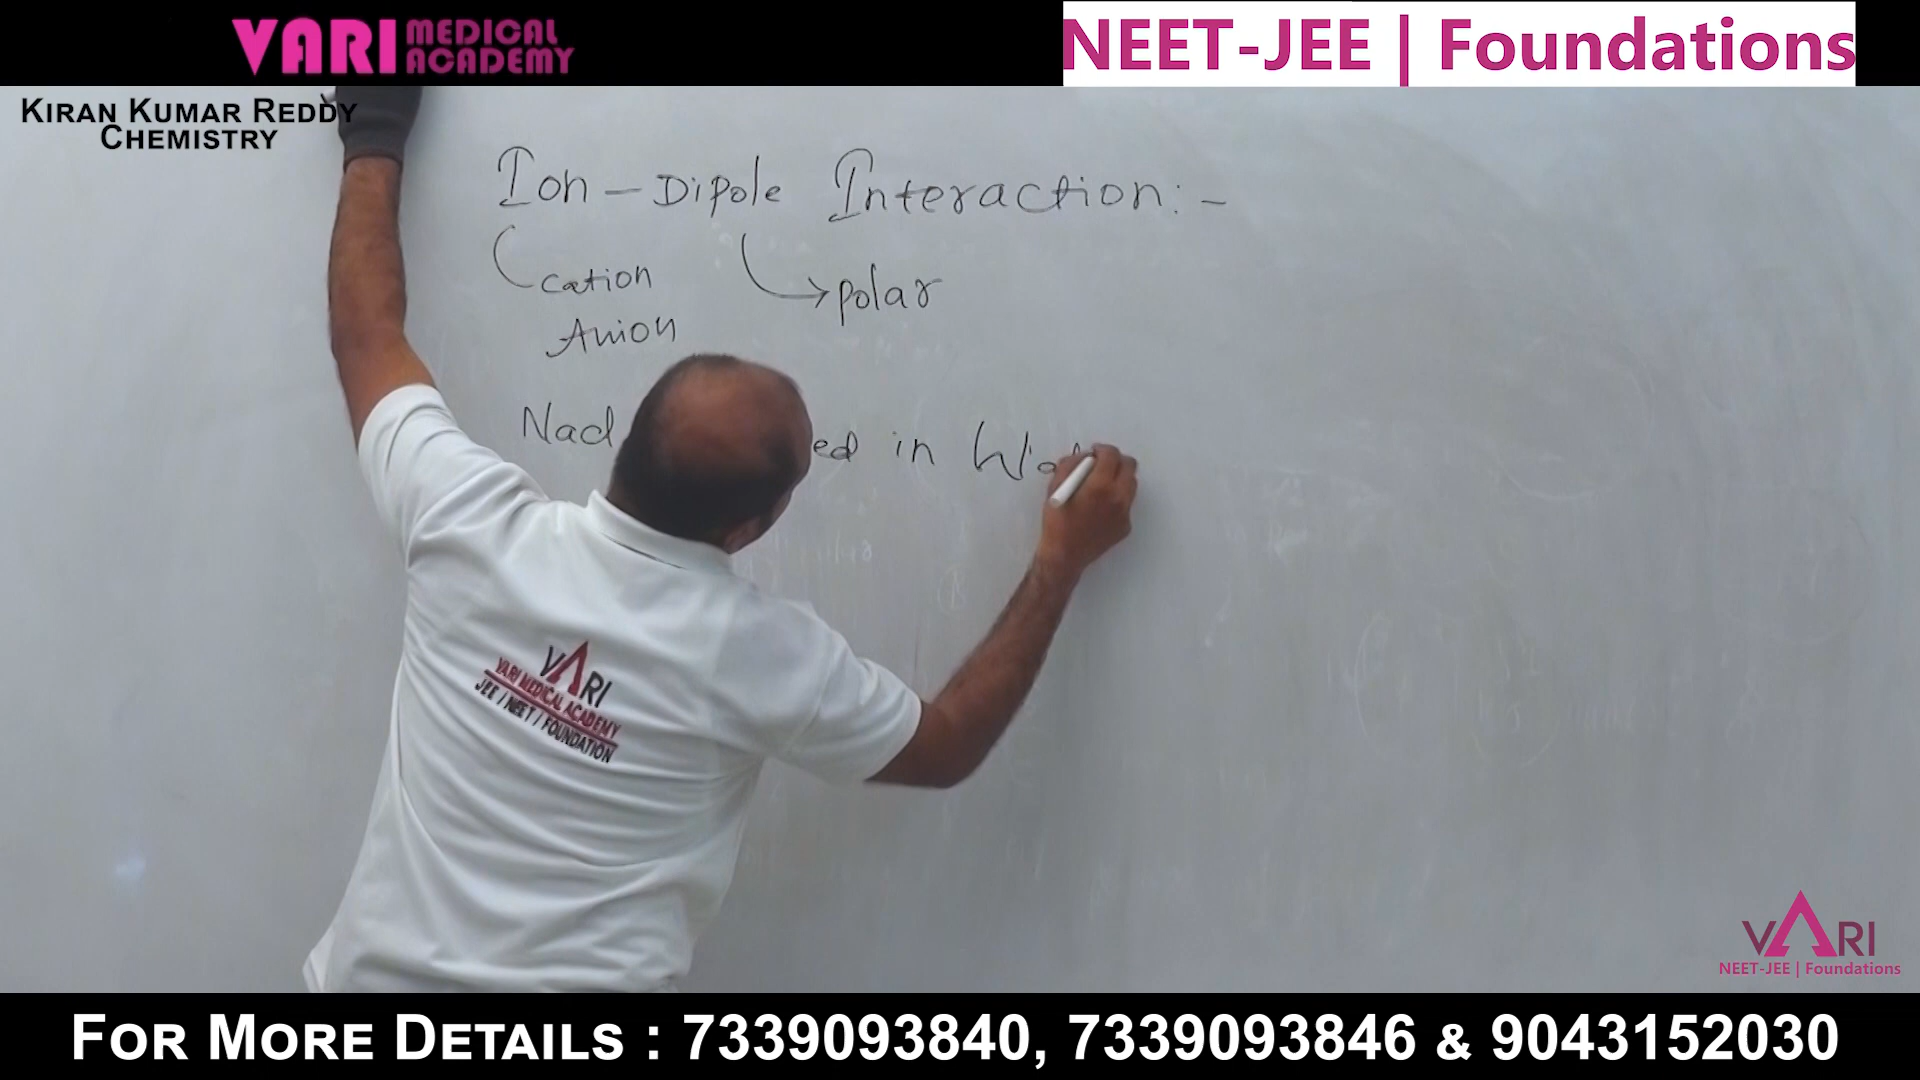 VARI MEDICAL ACADEMY
NEET-JEE | Foundations
KIRAN KUMAR REDDY
CHEMISTRY
Ion - Dipole Interaction:-
cation
polar
Anion
Nacl ed in
VARI
VARI MEDICAL ACADEMY
JEE / NEET / FOUNDATION
VARI
NEET-JEE | Foundations
FOR MORE DETAILS : 7339093840, 7339093846 & 9043152030